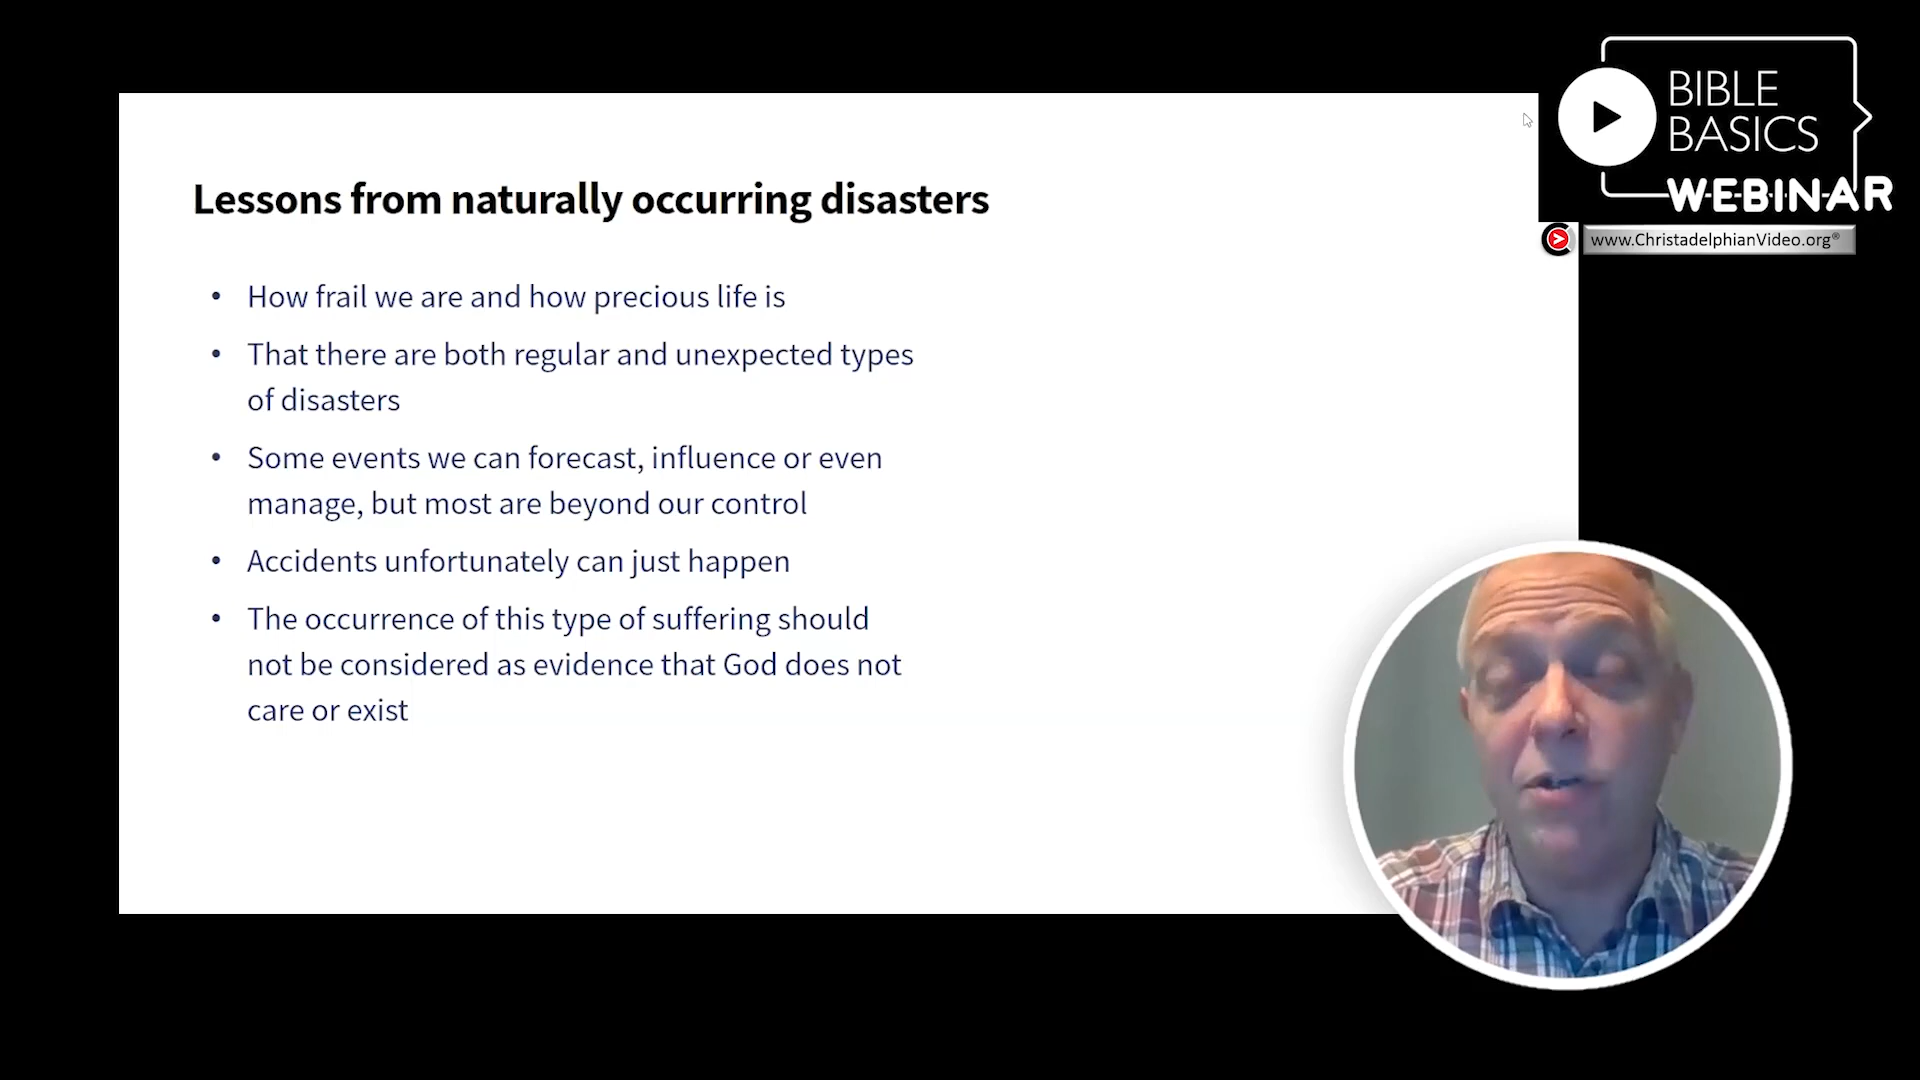 BIBLE
BASICS
WEBINAR
www.ChristadelphianVideo.org®
Lessons from naturally occurring disasters
• How frail we are and how precious life is
• That there are both regular and unexpected types
of disasters
• Some events we can forecast, influence or even
manage, but most are beyond our control
• Accidents unfortunately can just happen
• The occurrence of this type of suffering should
not be considered as evidence that God does not
care or exist